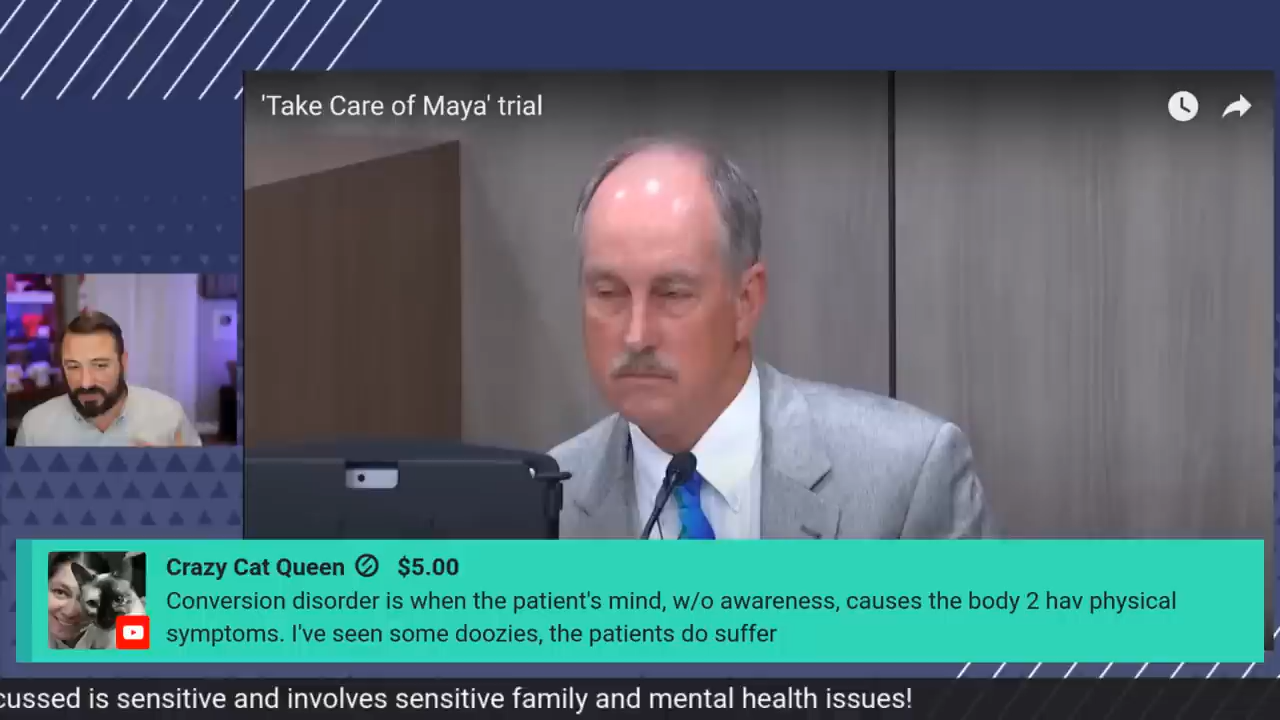 'Take Care of Maya' trial
Crazy Cat Queen $5.00
Conversion disorder is when the patient's mind, w/o awareness, causes the body 2 hav physical
symptoms. I've seen some doozies, the patients do suffer
cussed is sensitive and involves sensitive family and mental health issues!